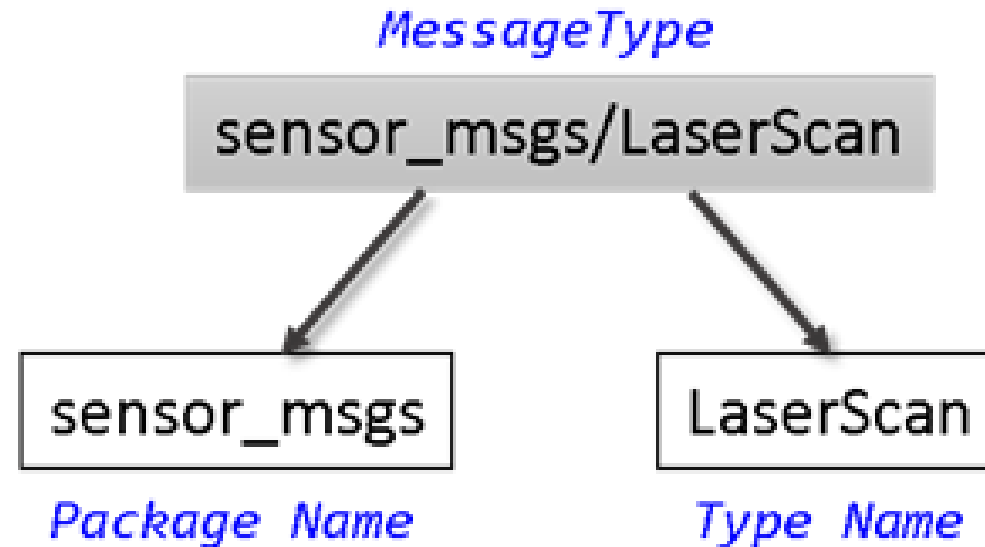 MessageType
sensor_msgs/LaserScan
sensor_msgs
LaserScan
Package Name
Type Name